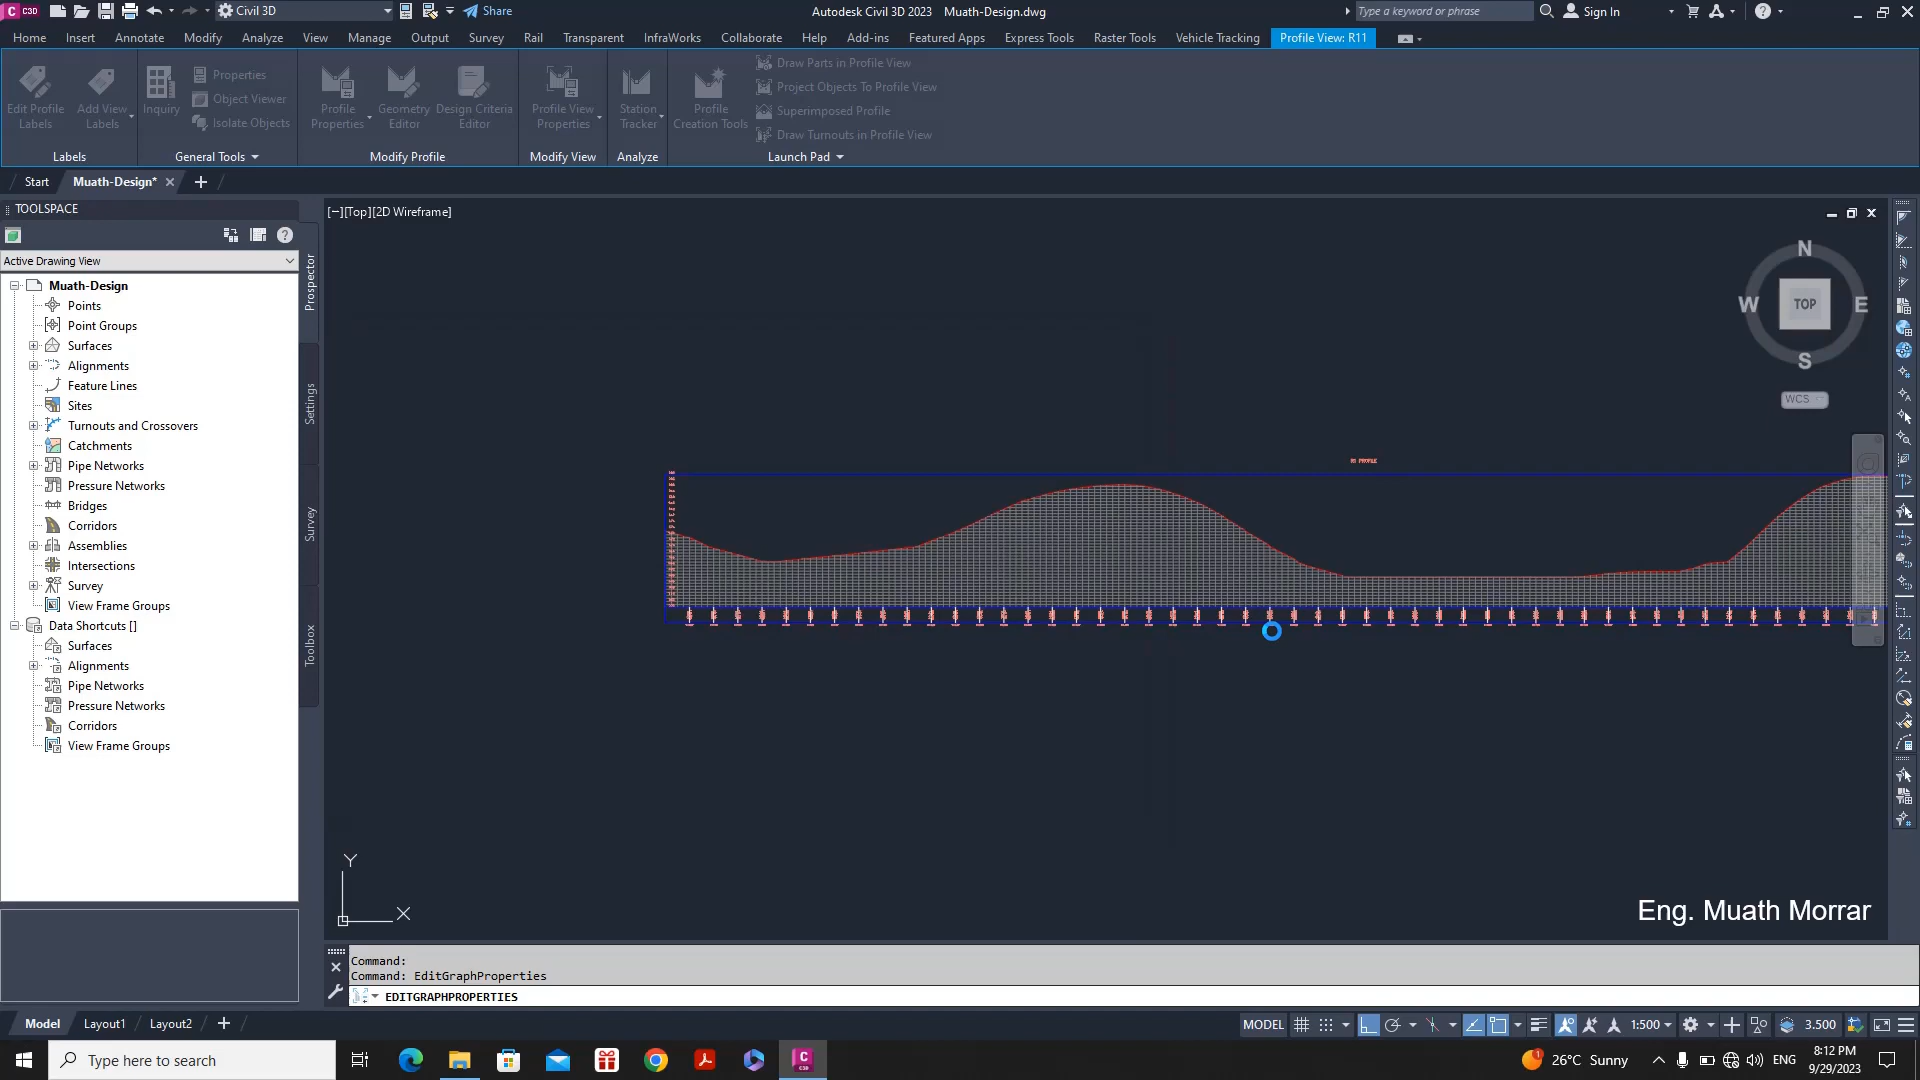 C3D
Civil 3D
Share
Autodesk Civil 3D 2023 Muath-Design.dwg
Type a keyword or phrase
Sign In
Home Insert Annotate Modify Analyze View Manage Output Survey Rail Transparent InfraWorks Collaborate Help Add-ins Featured Apps Express Tools Raster Tools Vehicle Tracking Profile View: R11
Edit Profile Labels
Add View Labels
Inquiry
Properties
Object Viewer
Isolate Objects
Profile Properties
Geometry Editor
Design Criteria Editor
Profile View Properties
Station Tracker
Profile Creation Tools
Draw Parts in Profile View
Project Objects To Profile View
Superimposed Profile
Draw Turnouts in Profile View
Labels General Tools Modify Profile Modify View Analyze Launch Pad
Start Muath-Design*
TOOLSPACE
Active Drawing View
Muath-Design
Points
Point Groups
Surfaces
Alignments
Feature Lines
Sites
Turnouts and Crossovers
Catchments
Pipe Networks
Pressure Networks
Bridges
Corridors
Assemblies
Intersections
Survey
View Frame Groups
Data Shortcuts []
Surfaces
Alignments
Pipe Networks
Pressure Networks
Corridors
View Frame Groups
Prospector
Settings
Survey
Toolbox
[−][Top][2D Wireframe]
N
W TOP E
S
WCS
Y
X
Eng. Muath Morrar
Command:
Command: EditGraphProperties
EDITGRAPHPROPERTIES
Model Layout1 Layout2
MODEL
1:500
3.500
Type here to search
26°C Sunny
ENG
8:12 PM
9/29/2023